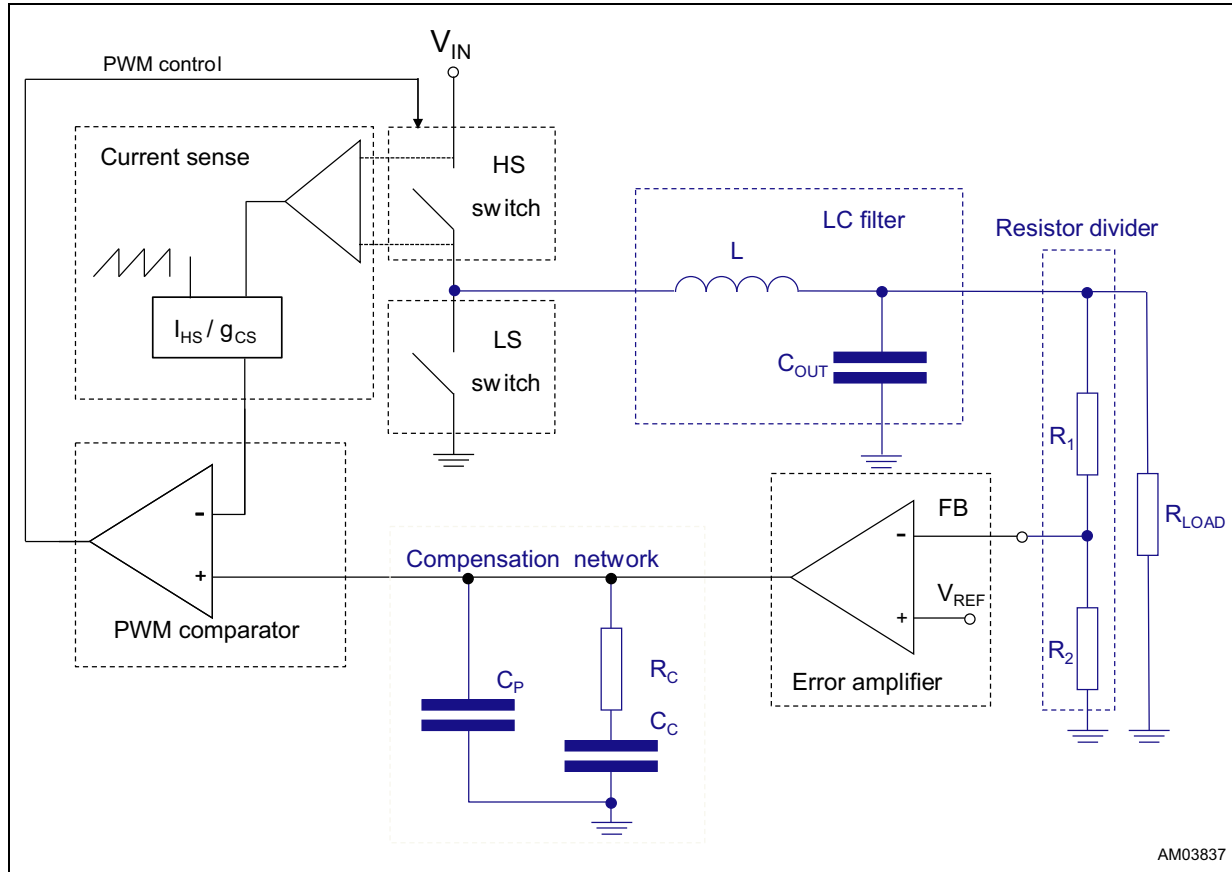 V_IN
PWM control
Current sense
HS
switch
LC filter
Resistor divider
L
I_HS / g_CS
LS
switch
C_OUT
R_1
-
+
PWM comparator
Compensation network
FB
-
V_REF
+
R_LOAD
R_2
C_P
R_C
C_C
Error amplifier
AM03837